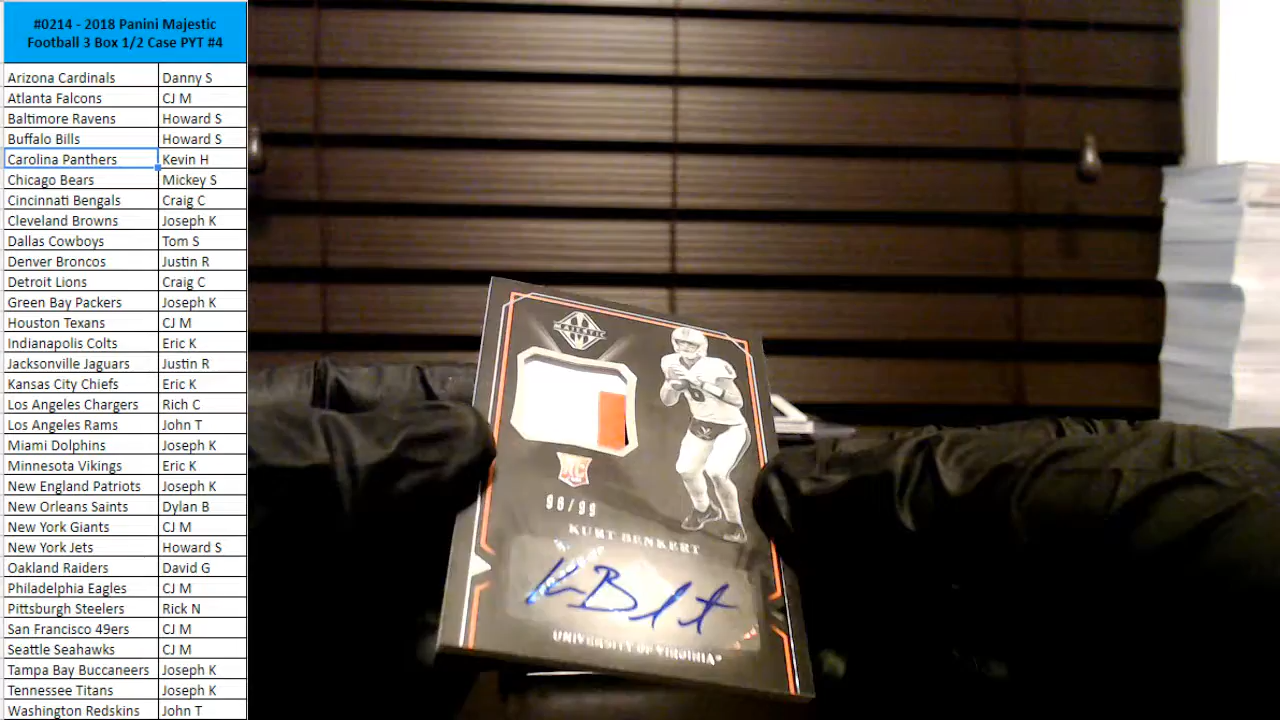 #0214 - 2018 Panini Majestic
Football 3 Box 1/2 Case PYT #4
Arizona Cardinals Danny S
Atlanta Falcons CJ M
Baltimore Ravens Howard S
Buffalo Bills Howard S
Carolina Panthers Kevin H
Chicago Bears Mickey S
Cincinnati Bengals Craig C
Cleveland Browns Joseph K
Dallas Cowboys Tom S
Denver Broncos Justin R
Detroit Lions Craig C
Green Bay Packers Joseph K
Houston Texans CJ M
Indianapolis Colts Eric K
Jacksonville Jaguars Justin R
Kansas City Chiefs Eric K
Los Angeles Chargers Rich C
Los Angeles Rams John T
Miami Dolphins Joseph K
Minnesota Vikings Eric K
New England Patriots Joseph K
New Orleans Saints Dylan B
New York Giants CJ M
New York Jets Howard S
Oakland Raiders David G
Philadelphia Eagles CJ M
Pittsburgh Steelers Rick N
San Francisco 49ers CJ M
Seattle Seahawks CJ M
Tampa Bay Buccaneers Joseph K
Tennessee Titans Joseph K
Washington Redskins John T
MAJESTIC
RC
KURT BENKERT
UNIVERSITY OF VIRGINIA